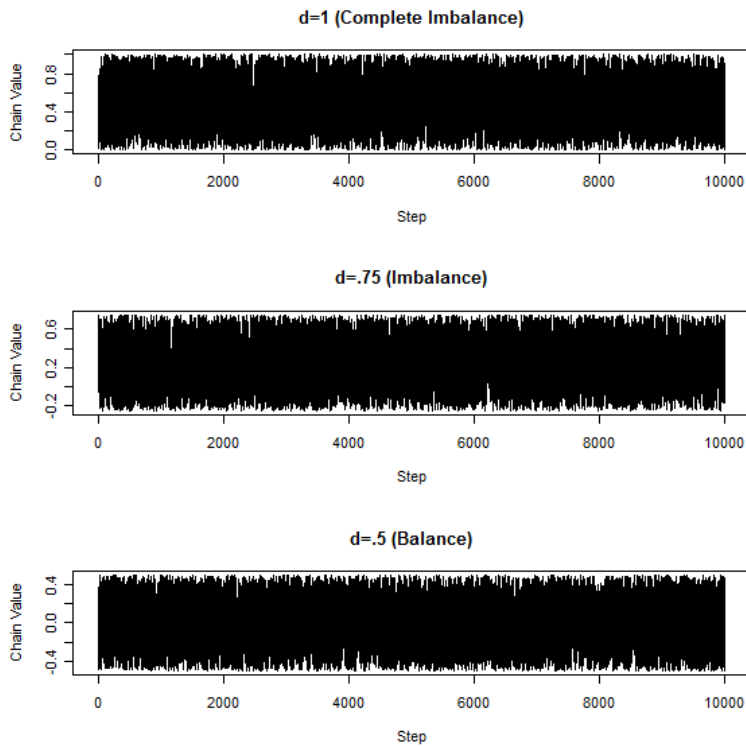 d=1 (Complete Imbalance)
Chain Value
0.0 0.4 0.8
0 2000 4000 6000 8000 10000
Step
d=.75 (Imbalance)
Chain Value
-0.2 0.2 0.6
0 2000 4000 6000 8000 10000
Step
d=.5 (Balance)
Chain Value
-0.4 0.0 0.4
0 2000 4000 6000 8000 10000
Step